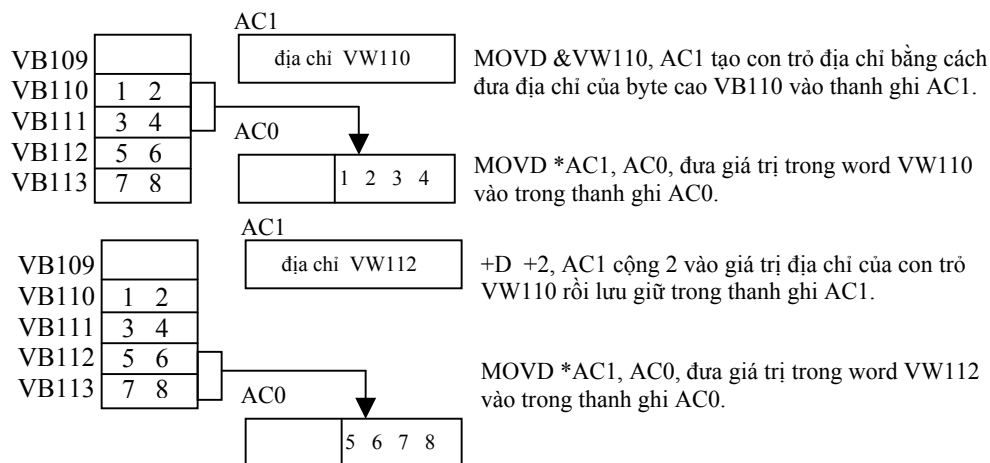 AC1
VB109
địa chỉ VW110
MOVD &VW110, AC1 tạo con trỏ địa chỉ bằng cách
đưa địa chỉ của byte cao VB110 vào thanh ghi AC1.
VB110 1 2
VB111 3 4
VB112 5 6
VB113 7 8
AC0
1 2 3 4
MOVD *AC1, AC0, đưa giá trị trong word VW110
vào trong thanh ghi AC0.
AC1
VB109
địa chỉ VW112
+D +2, AC1 cộng 2 vào giá trị địa chỉ của con trỏ
VW110 rồi lưu giữ trong thanh ghi AC1.
VB110 1 2
VB111 3 4
VB112 5 6
VB113 7 8
AC0
5 6 7 8
MOVD *AC1, AC0, đưa giá trị trong word VW112
vào trong thanh ghi AC0.